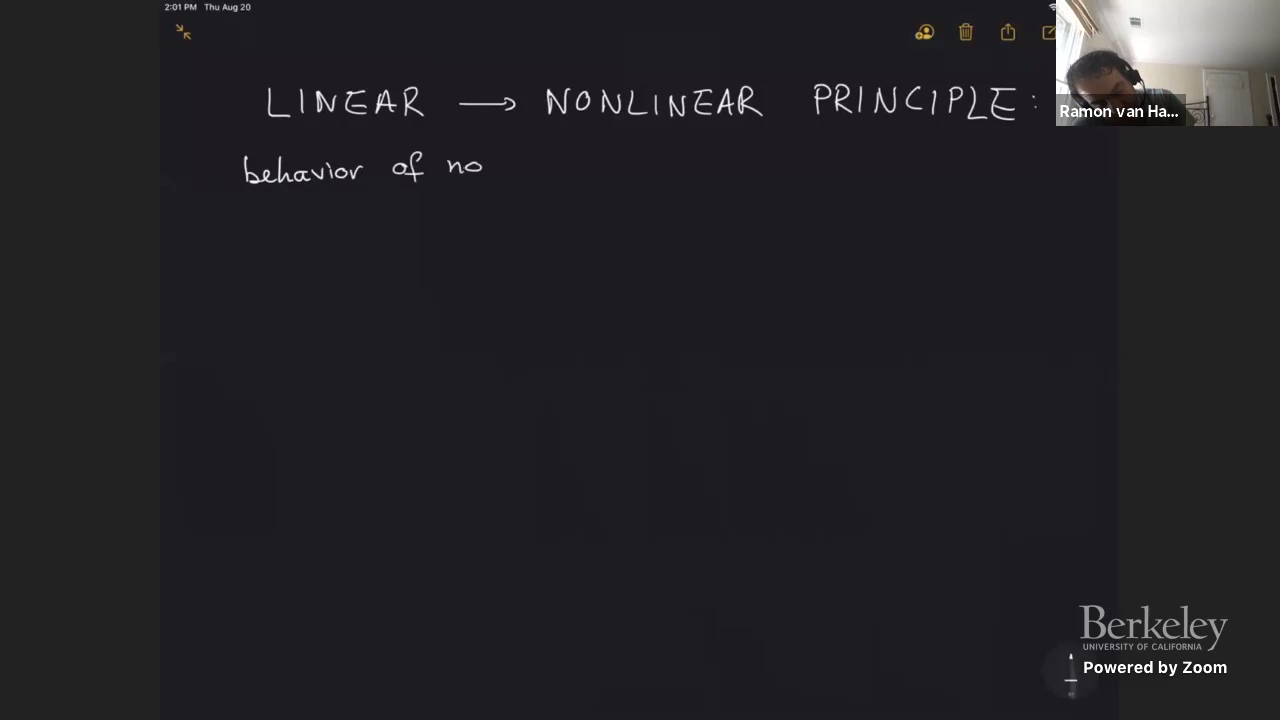 2:01 PM Thu Aug 20
LINEAR → NONLINEAR PRINCIPLE:
Ramon van Ha...
behavior of no
Berkeley
UNIVERSITY OF CALIFORNIA
Powered by Zoom